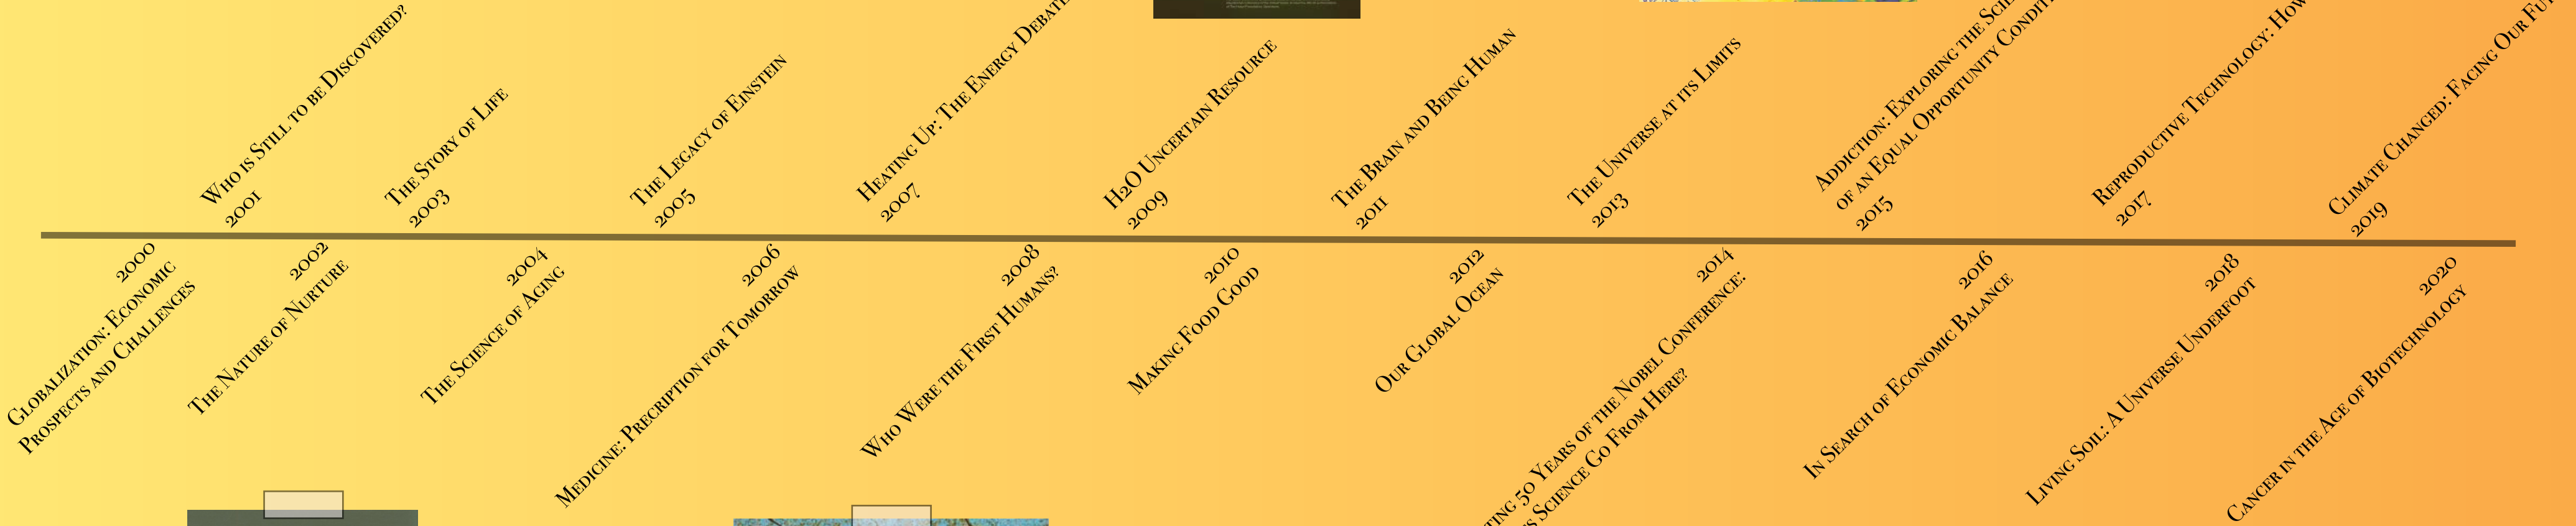 Who is Still to be Discovered?
2001
The Story of Life
2003
The Legacy of Einstein
2005
Heating Up: The Energy Debate
2007
H2O Uncertain Resource
2009
The Brain and Being Human
2011
The Universe at its Limits
2013
Addiction: Exploring the
of an Equal Opportunity
2015
Reproductive Technology: How
2017
Climate Changed: Facing Our
2019
2000
Globalization: Economic
Prospects and Challenges
2002
The Nature of Nurture
2004
The Science of Aging
2006
Medicine: Precription for Tomorrow
2008
Who Were the First Humans?
2010
Making Food Good
2012
Our Global Ocean
2014
50 Years of the Nobel Conference:
Science Go From Here?
2016
In Search of Economic Balance
2018
Living Soil: A Universe Underfoot
2020
Cancer in the Age of Biotechnology